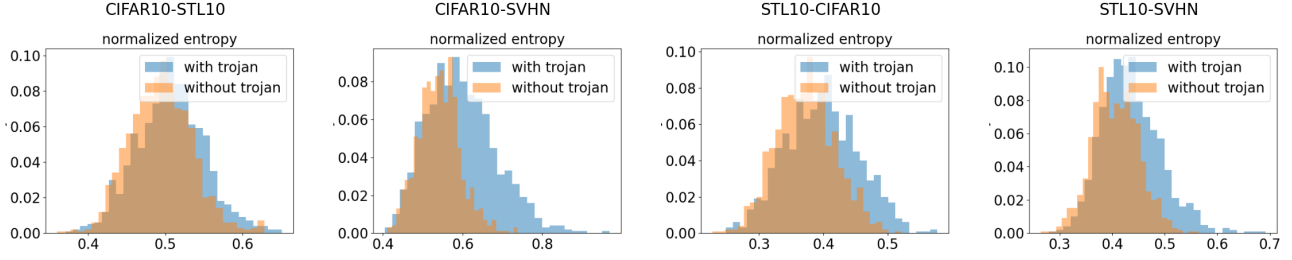 CIFAR10-STL10
normalized entropy
with trojan
without trojan
0.10
0.08
0.06
0.04
0.02
0.00
0.4 0.5 0.6
CIFAR10-SVHN
normalized entropy
with trojan
without trojan
0.08
0.06
0.04
0.02
0.00
0.4 0.6 0.8
STL10-CIFAR10
normalized entropy
with trojan
without trojan
0.10
0.08
0.06
0.04
0.02
0.00
0.3 0.4 0.5
STL10-SVHN
normalized entropy
with trojan
without trojan
0.10
0.08
0.06
0.04
0.02
0.00
0.3 0.4 0.5 0.6 0.7